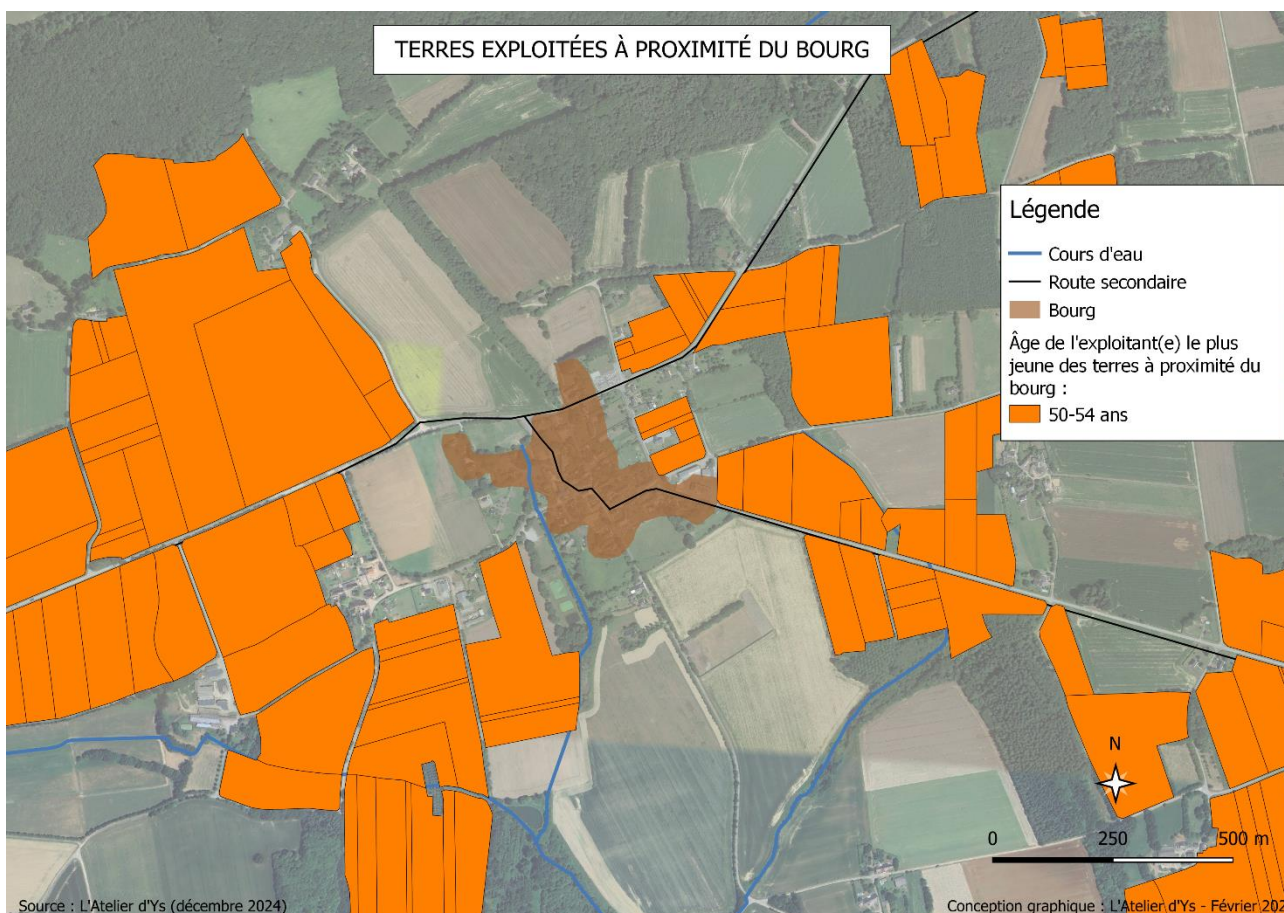 TERRES EXPLOITÉES À PROXIMITÉ DU BOURG
Légende
Cours d'eau
Route secondaire
Bourg
Âge de l'exploitant(e) le plus
jeune des terres à proximité du
bourg :
50-54 ans
N
0 250 500 m
Source : L'Atelier d'Ys (décembre 2024)
Conception graphique : L'Atelier d'Ys - Février 202